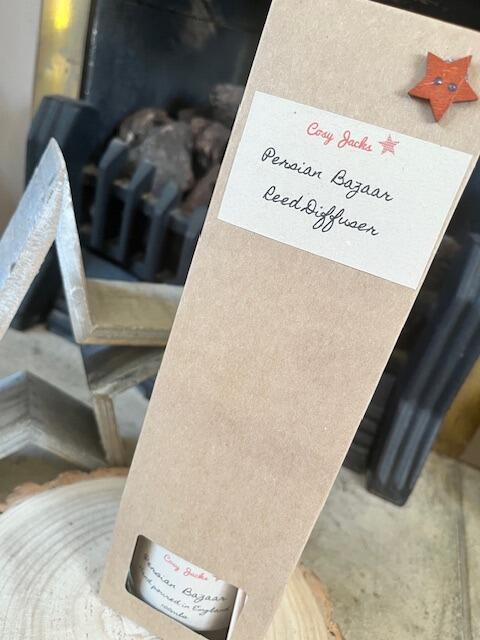 Cosy Jacks
Persian Bazaar
Reed Diffuser
Cosy Jacks
Persian Bazaar
poured in England